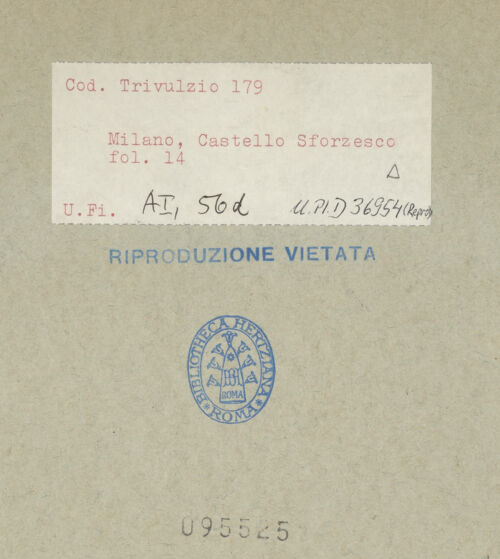 Cod. Trivulzio 179
Milano, Castello Sforzesco
fol. 14
U.Fi. AI, 56d U.Pl.D 36954 (Repro)
RIPRODUZIONE VIETATA
BIBLIOTHECA HERTZIANA
ROMA
* ROMA *
095525